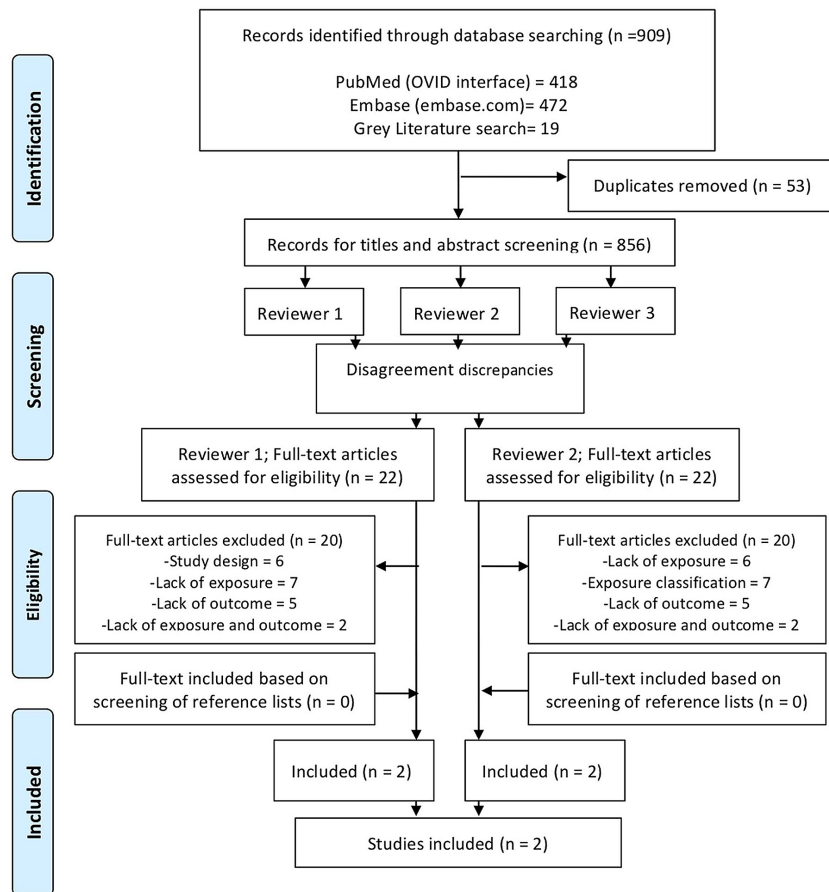 Identification
Records identified through database searching (n =909)
PubMed (OVID interface) = 418
Embase (embase.com)= 472
Grey Literature search= 19
Duplicates removed (n = 53)
Records for titles and abstract screening (n = 856)
Screening
Reviewer 1
Reviewer 2
Reviewer 3
Disagreement discrepancies
Reviewer 1; Full-text articles
assessed for eligibility (n = 22)
Reviewer 2; Full-text articles
assessed for eligibility (n = 22)
Eligibility
Full-text articles excluded (n = 20)
-Study design = 6
-Lack of exposure = 7
-Lack of outcome = 5
-Lack of exposure and outcome = 2
Full-text articles excluded (n = 20)
-Lack of exposure = 6
-Exposure classification = 7
-Lack of outcome = 5
-Lack of exposure and outcome = 2
Full-text included based on
screening of reference lists (n = 0)
Full-text included based on
screening of reference lists (n = 0)
Included
Included (n = 2)
Included (n = 2)
Studies included (n = 2)